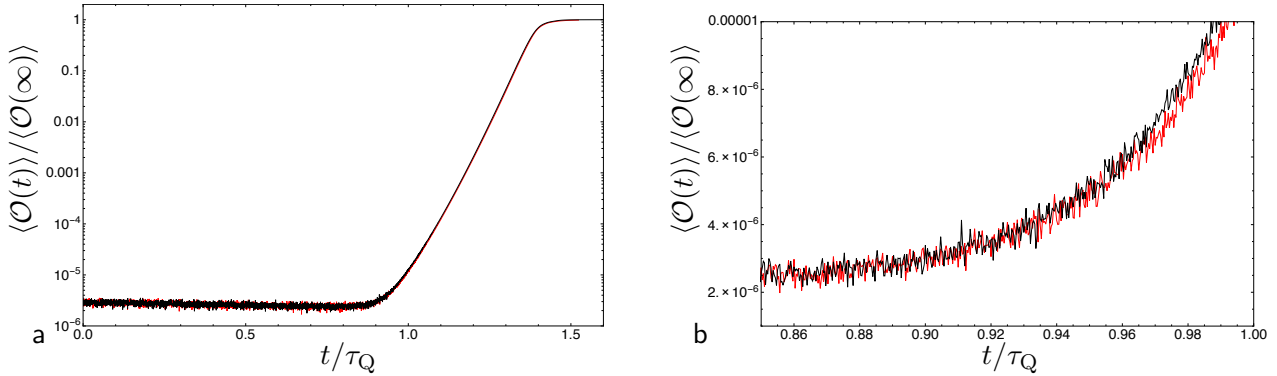 ⟨𝒪(t)⟩/⟨𝒪(∞)⟩
1
0.1
0.01
0.001
10⁻⁴
10⁻⁵
10⁻⁶
0.0 0.5 1.0 1.5
a
t/τ_Q
⟨𝒪(t)⟩/⟨𝒪(∞)⟩
0.00001
8. × 10⁻⁶
6. × 10⁻⁶
4. × 10⁻⁶
2. × 10⁻⁶
0.86 0.88 0.90 0.92 0.94 0.96 0.98 1.00
b
t/τ_Q